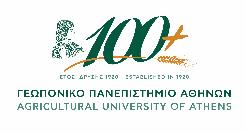 100+
ΕΤΟΣ ΙΔΡΥΣΗΣ 1920 - ESTABLISHED IN 1920
ΓΕΩΠΟΝΙΚΟ ΠΑΝΕΠΙΣΤΗΜΙΟ ΑΘΗΝΩΝ
AGRICULTURAL UNIVERSITY OF ATHENS